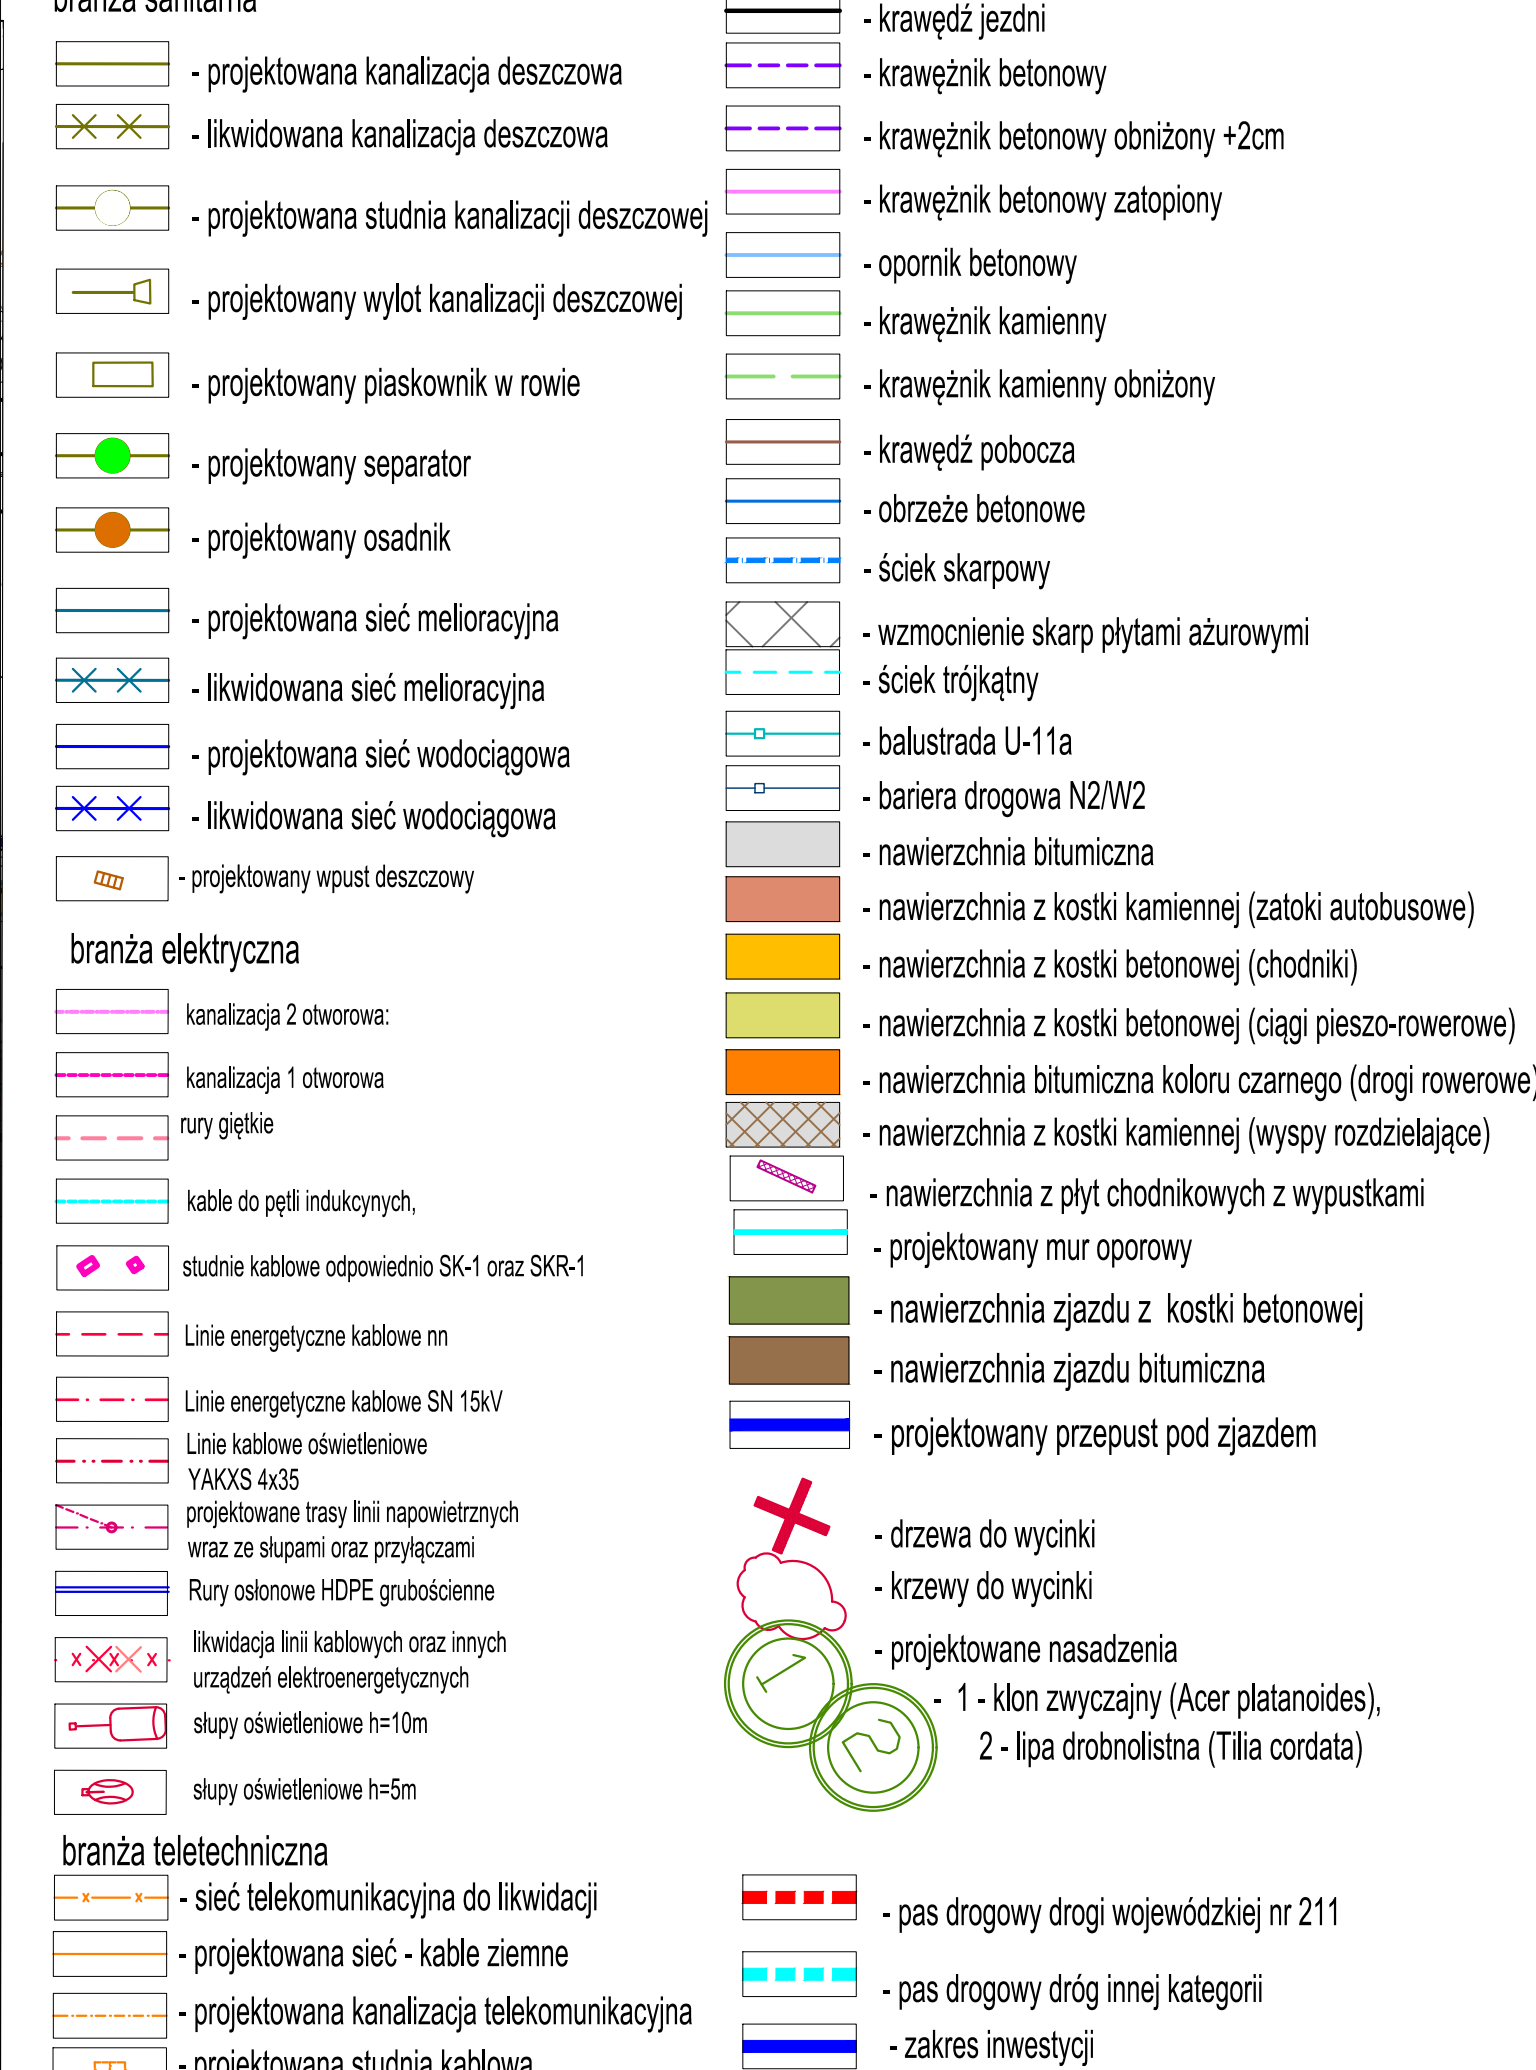 branża sanitarna
- projektowana kanalizacja deszczowa
- likwidowana kanalizacja deszczowa
- projektowana studnia kanalizacji deszczowej
- projektowany wylot kanalizacji deszczowej
- projektowany piaskownik w rowie
- projektowany separator
- projektowany osadnik
- projektowana sieć melioracyjna
- likwidowana sieć melioracyjna
- projektowana sieć wodociągowa
- likwidowana sieć wodociągowa
- projektowany wpust deszczowy
branża elektryczna
kanalizacja 2 otworowa:
kanalizacja 1 otworowa
rury giętkie
kable do pętli indukcynych,
studnie kablowe odpowiednio SK-1 oraz SKR-1
Linie energetyczne kablowe nn
Linie energetyczne kablowe SN 15kV
Linie kablowe oświetleniowe
YAKXS 4x35
projektowane trasy linii napowietrznych
wraz ze słupami oraz przyłączami
Rury osłonowe HDPE grubościenne
likwidacja linii kablowych oraz innych
urządzeń elektroenergetycznych
słupy oświetleniowe h=10m
słupy oświetleniowe h=5m
branża teletechniczna
- sieć telekomunikacyjna do likwidacji
- projektowana sieć - kable ziemne
- projektowana kanalizacja telekomunikacyjna
- projektowana studnia kablowa
- krawędź jezdni
- krawężnik betonowy
- krawężnik betonowy obniżony +2cm
- krawężnik betonowy zatopiony
- opornik betonowy
- krawężnik kamienny
- krawężnik kamienny obniżony
- krawędź pobocza
- obrzeże betonowe
- ściek skarpowy
- wzmocnienie skarp płytami ażurowymi
- ściek trójkątny
- balustrada U-11a
- bariera drogowa N2/W2
- nawierzchnia bitumiczna
- nawierzchnia z kostki kamiennej (zatoki autobusowe)
- nawierzchnia z kostki betonowej (chodniki)
- nawierzchnia z kostki betonowej (ciągi pieszo-rowerowe)
- nawierzchnia bitumiczna koloru czarnego (drogi rowerowe)
- nawierzchnia z kostki kamiennej (wyspy rozdzielające)
- nawierzchnia z płyt chodnikowych z wypustkami
- projektowany mur oporowy
- nawierzchnia zjazdu z kostki betonowej
- nawierzchnia zjazdu bitumiczna
- projektowany przepust pod zjazdem
- drzewa do wycinki
- krzewy do wycinki
- projektowane nasadzenia
1
- 1 - klon zwyczajny (Acer platanoides),
2
2 - lipa drobnolistna (Tilia cordata)
- pas drogowy drogi wojewódzkiej nr 211
- pas drogowy dróg innej kategorii
- zakres inwestycji